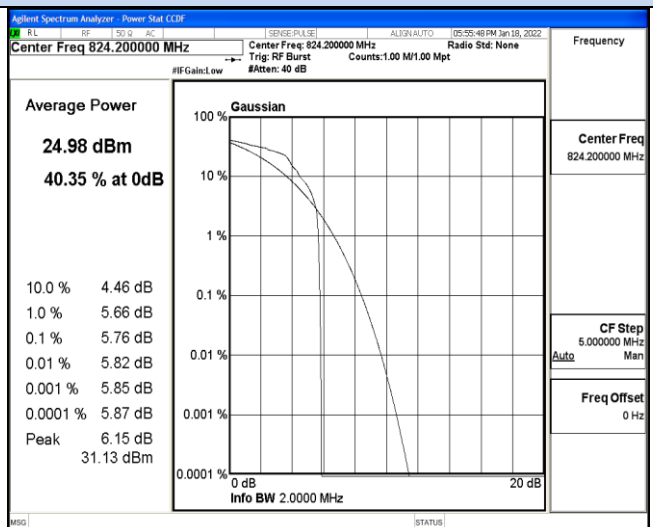 Agilent Spectrum Analyzer - Power Stat CCDF
RL RF 50 Ω AC SENSE:PULSE ALIGN AUTO 05:55:48 PM Jan 18, 2022
Center Freq 824.200000 MHz
Center Freq: 824.200000 MHz Radio Std: None
Trig: RF Burst Counts:1.00 M/1.00 Mpt
#IFGain:Low #Atten: 40 dB
Frequency
Average Power
24.98 dBm
40.35 % at 0dB
10.0 % 4.46 dB
1.0 % 5.66 dB
0.1 % 5.76 dB
0.01 % 5.82 dB
0.001 % 5.85 dB
0.0001 % 5.87 dB
Peak 6.15 dB
31.13 dBm
Gaussian
100 %
10 %
1 %
0.1 %
0.01 %
0.001 %
0.0001 %
0 dB 20 dB
Info BW 2.0000 MHz
Center Freq
824.200000 MHz
CF Step
5.000000 MHz
Auto Man
Freq Offset
0 Hz
MSG STATUS